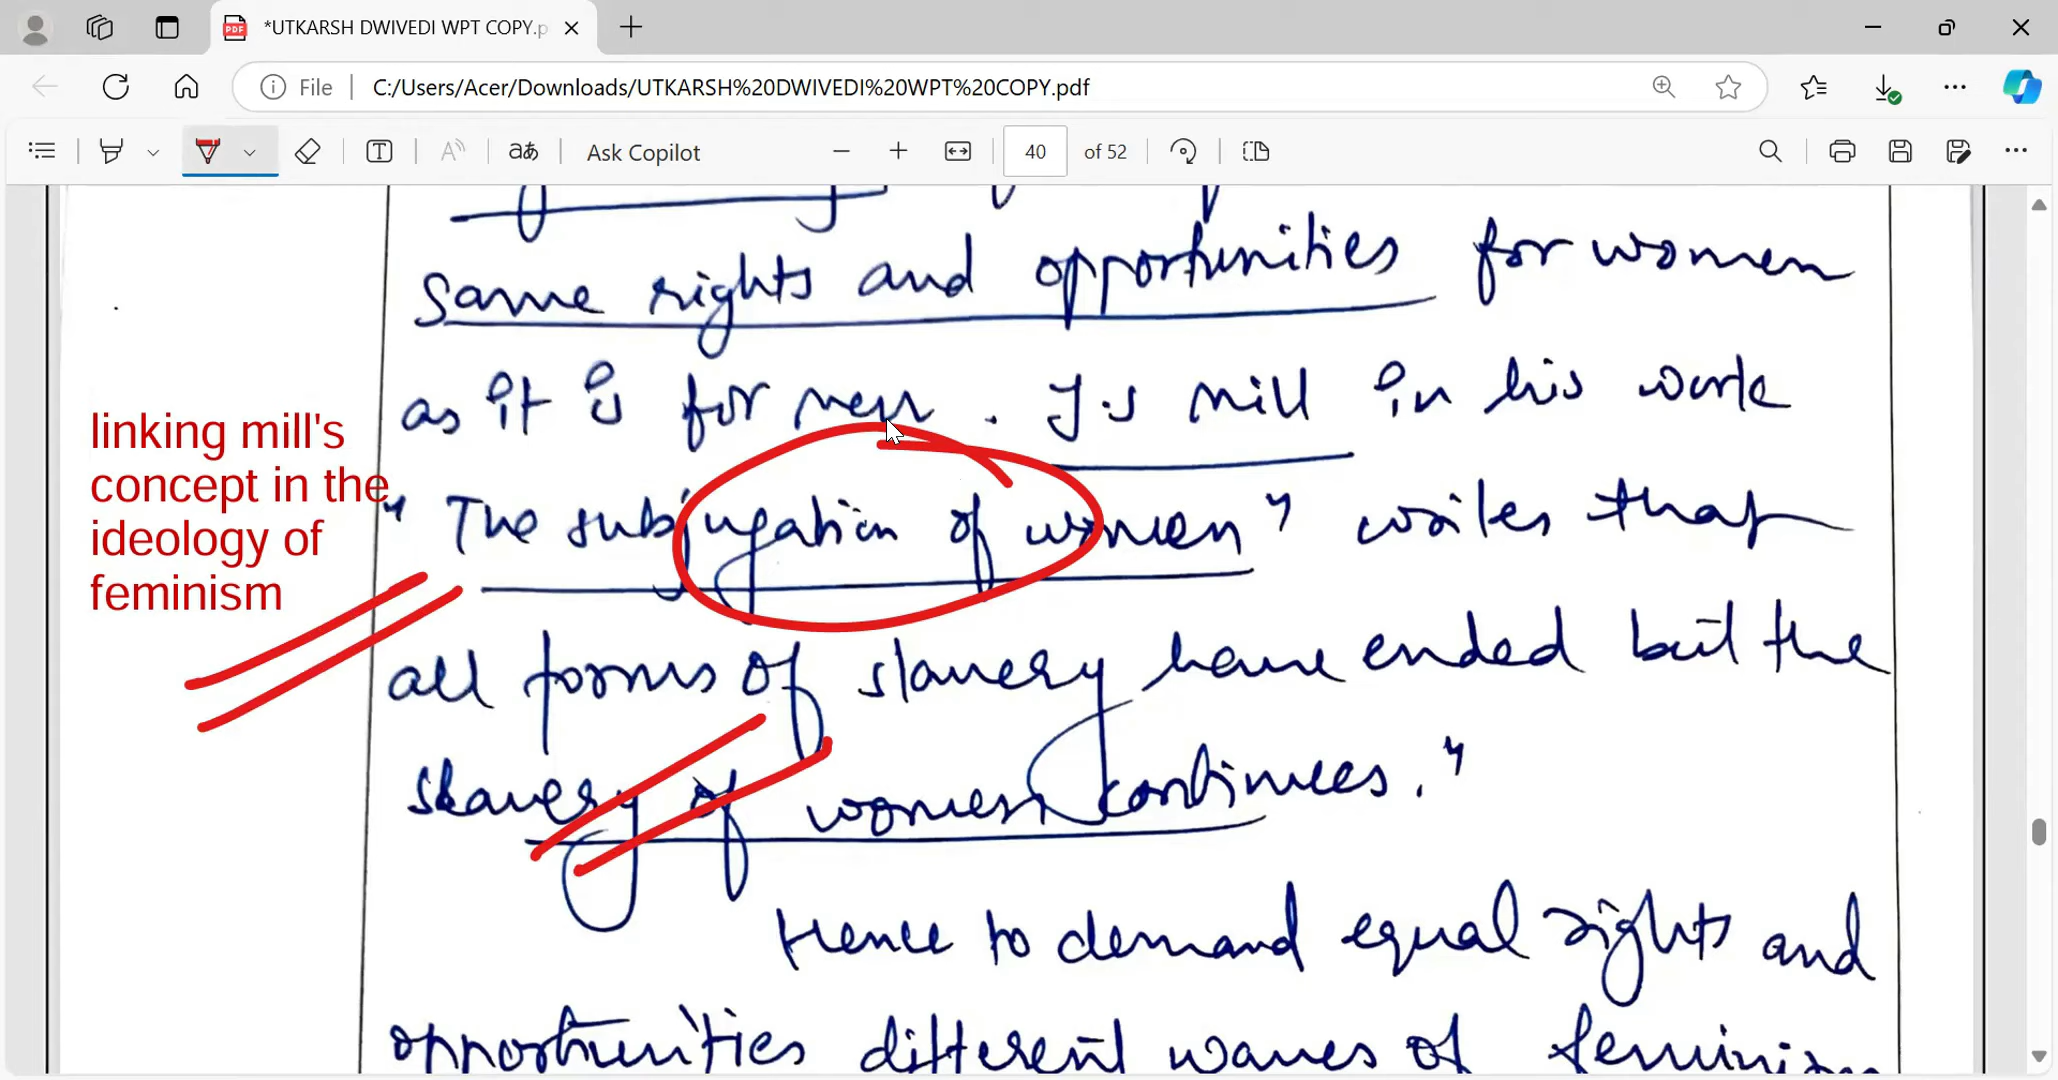 *UTKARSH DWIVEDI WPT COPY.p
File
C:/Users/Acer/Downloads/UTKARSH%20DWIVEDI%20WPT%20COPY.pdf
Ask Copilot
40 of 52
same rights and opportunities for women
as it is for men. J.S Mill in his work
"The subjugation of women" writes that
all forms of slavery have ended but the
slavery of women continues."
Hence to demand equal rights and
opportunities different waves of feminism
linking mill's
concept in the
ideology of
feminism